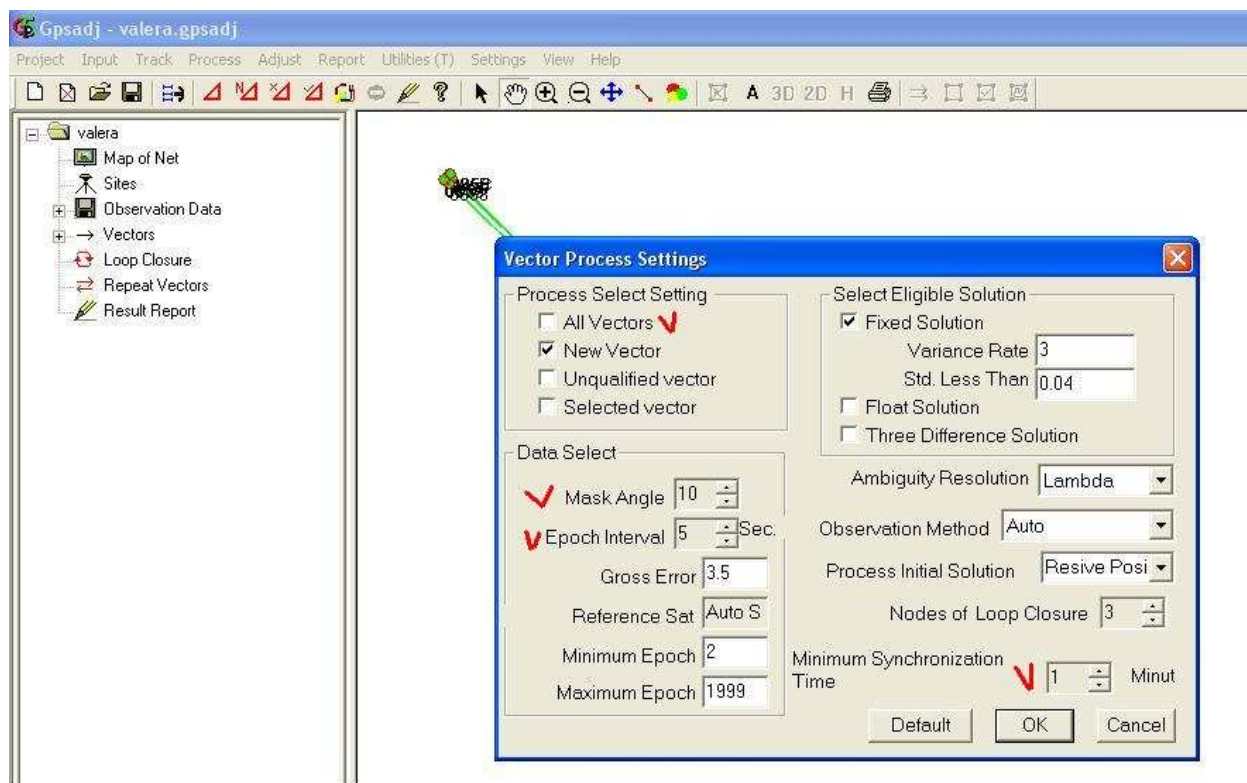 Gpsadj - valera.gpsadj
Project Input Track Process Adjust Report Utilities (T) Settings View Help
A 3D 2D H
valera
Map of Net
Sites
Observation Data
Vectors
Loop Closure
Repeat Vectors
Result Report
Vector Process Settings
Process Select Setting
All Vectors
New Vector
Unqualified vector
Selected vector
Data Select
Mask Angle 10
Epoch Interval 5 Sec.
Gross Error 3.5
Reference Sat Auto S
Minimum Epoch 2
Maximum Epoch 1999
Select Eligible Solution
Fixed Solution
Variance Rate 3
Std. Less Than 0.04
Float Solution
Three Difference Solution
Ambiguity Resolution Lambda
Observation Method Auto
Process Initial Solution Resive Posi
Nodes of Loop Closure 3
Minimum Synchronization
Time 1 Minut
Default OK Cancel